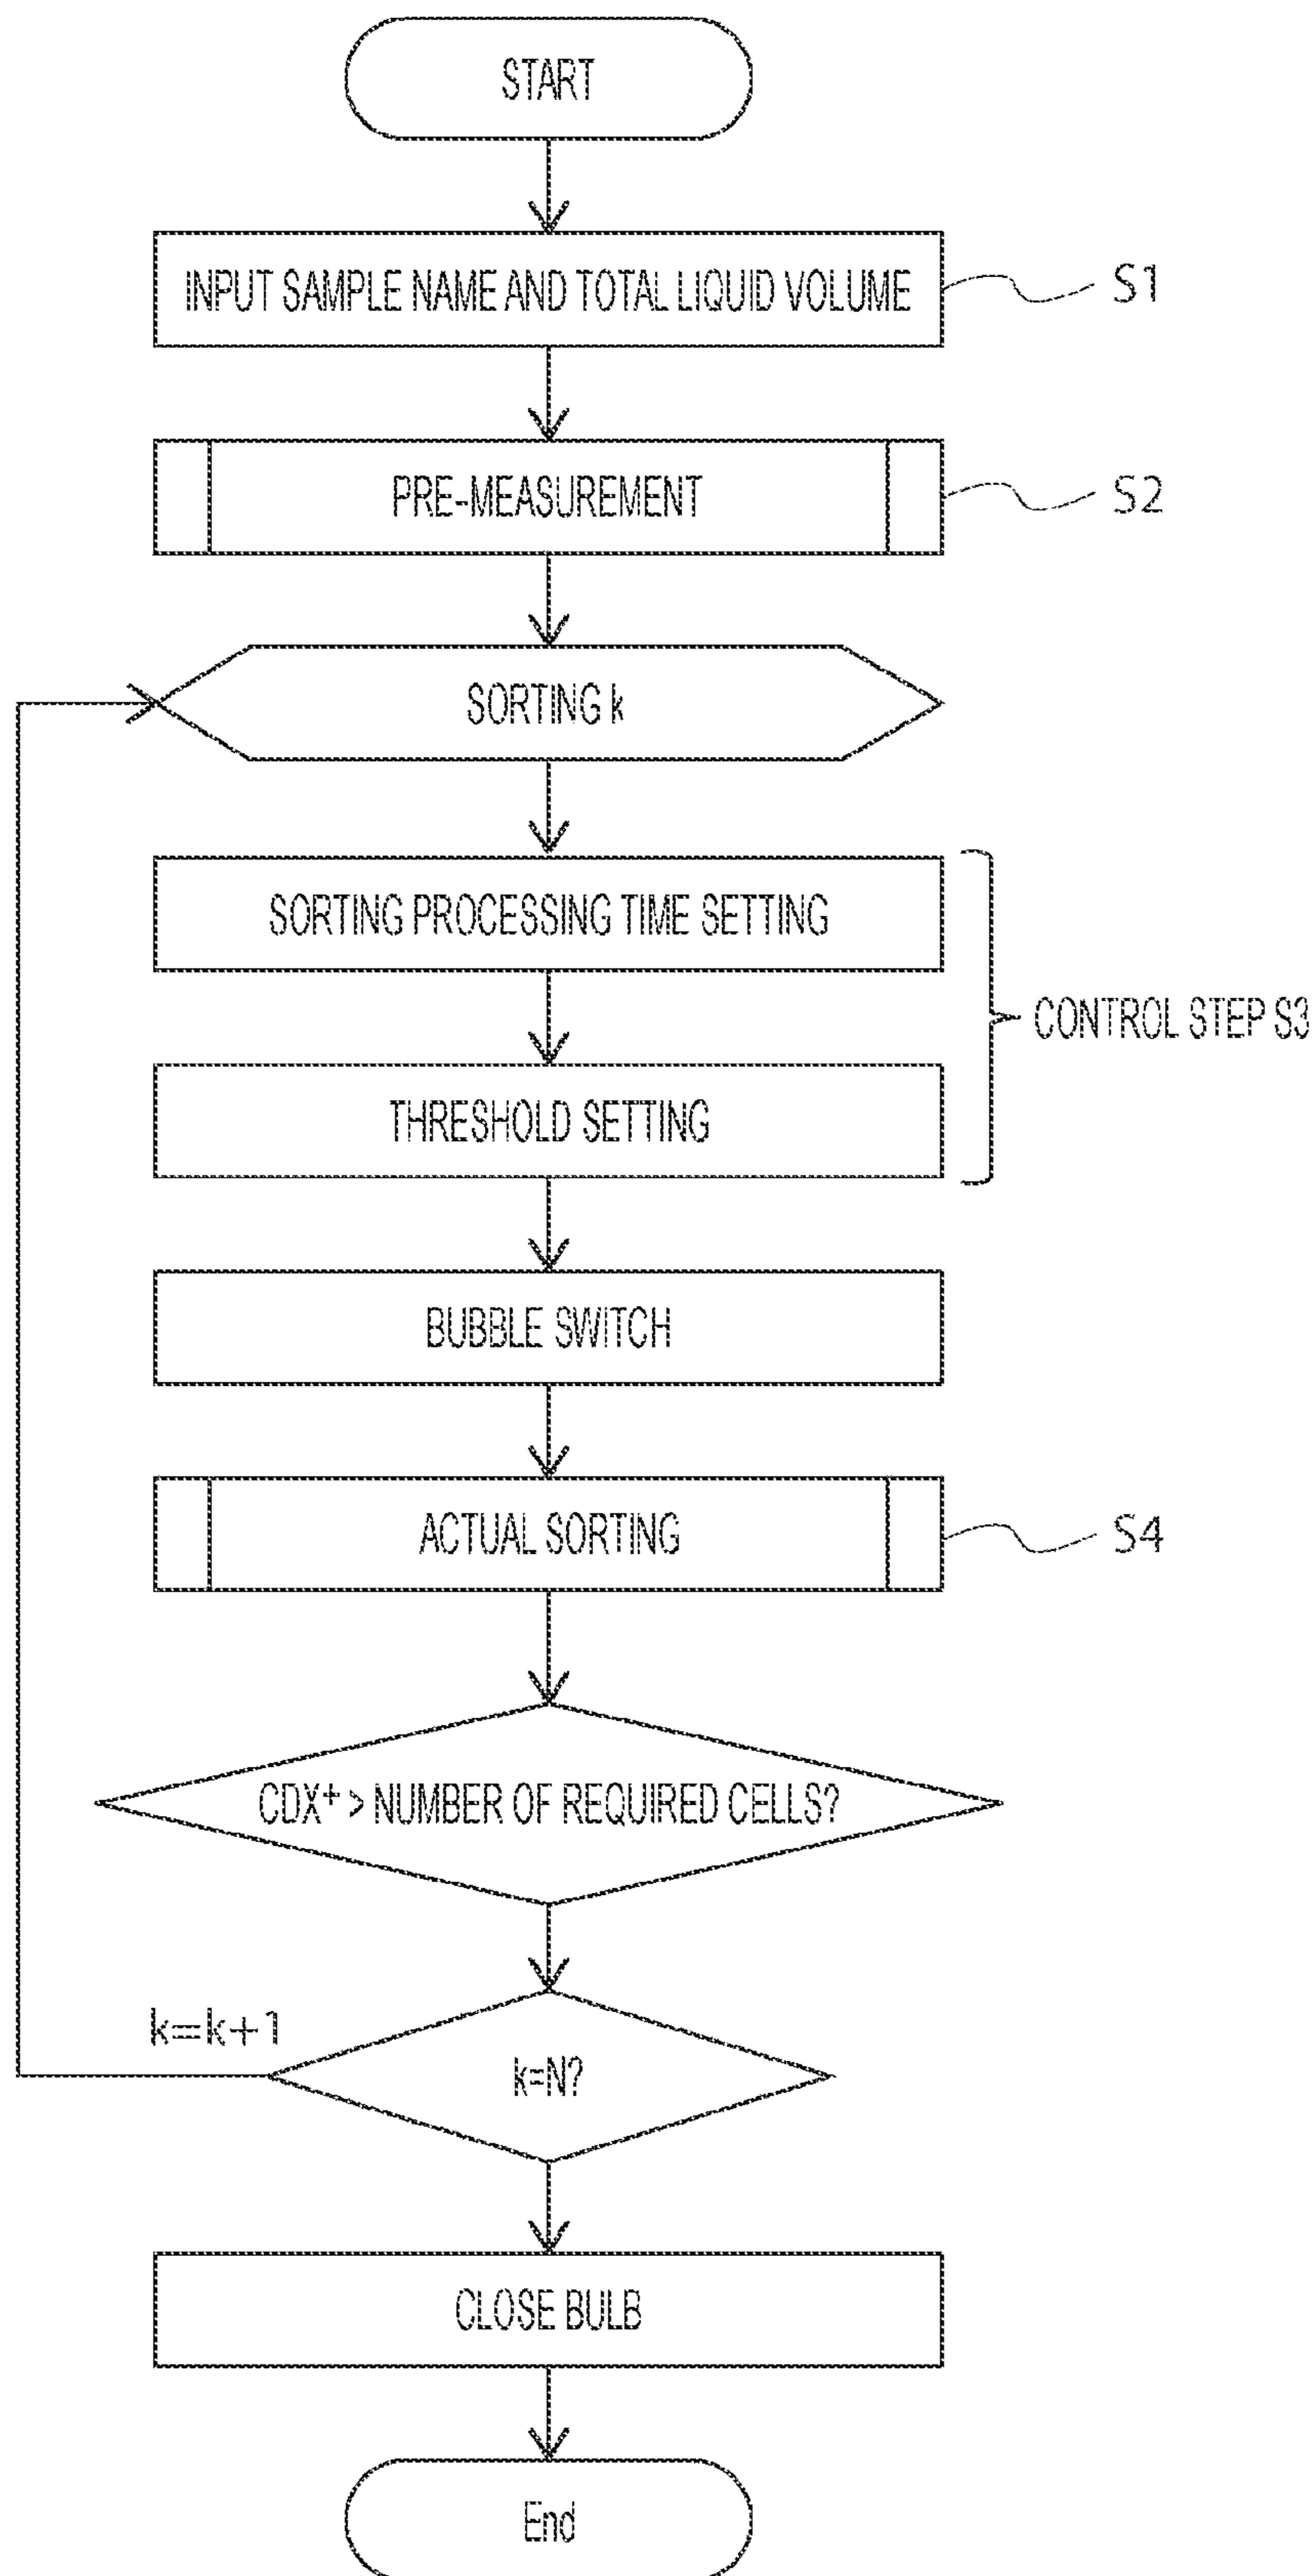 START
INPUT SAMPLE NAME AND TOTAL LIQUID VOLUME
S1
PRE-MEASUREMENT
S2
SORTING k
SORTING PROCESSING TIME SETTING
CONTROL STEP S3
THRESHOLD SETTING
BUBBLE SWITCH
ACTUAL SORTING
S4
CDX⁺ > NUMBER OF REQUIRED CELLS?
k=k+1
k=N?
CLOSE BULB
End